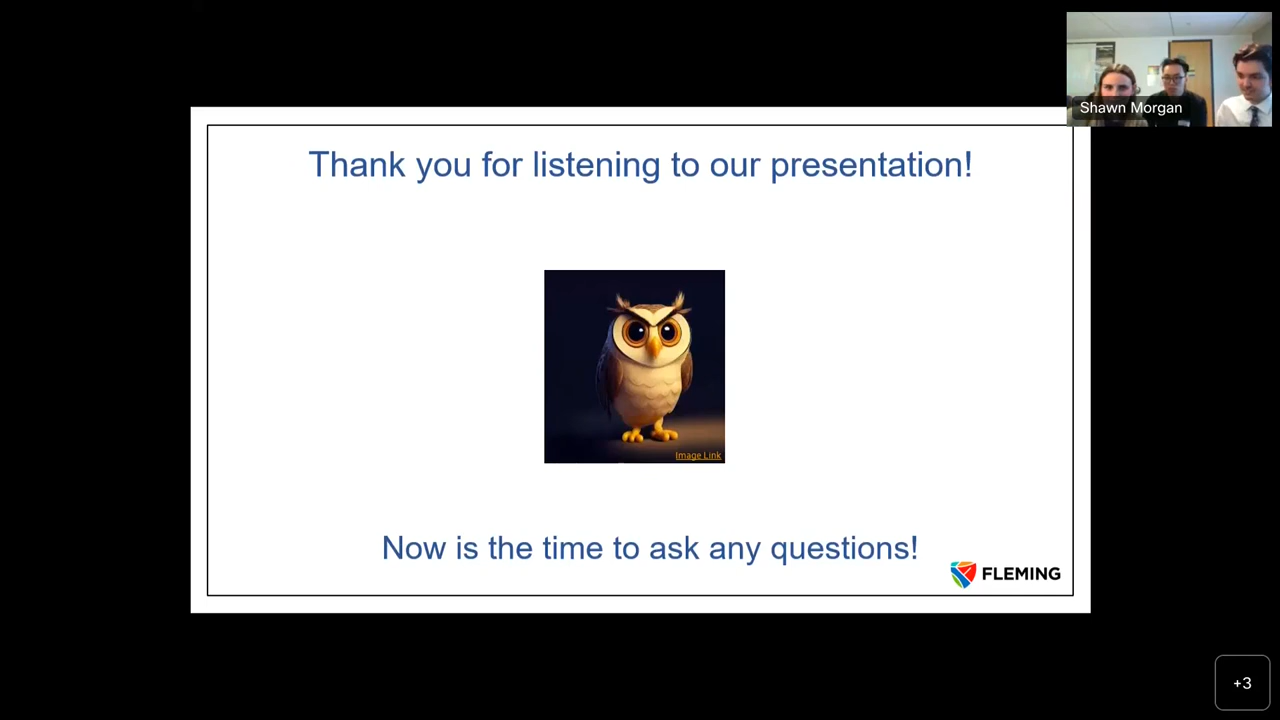 Shawn Morgan
Thank you for listening to our presentation!
Image Link
Now is the time to ask any questions!
FLEMING
+3